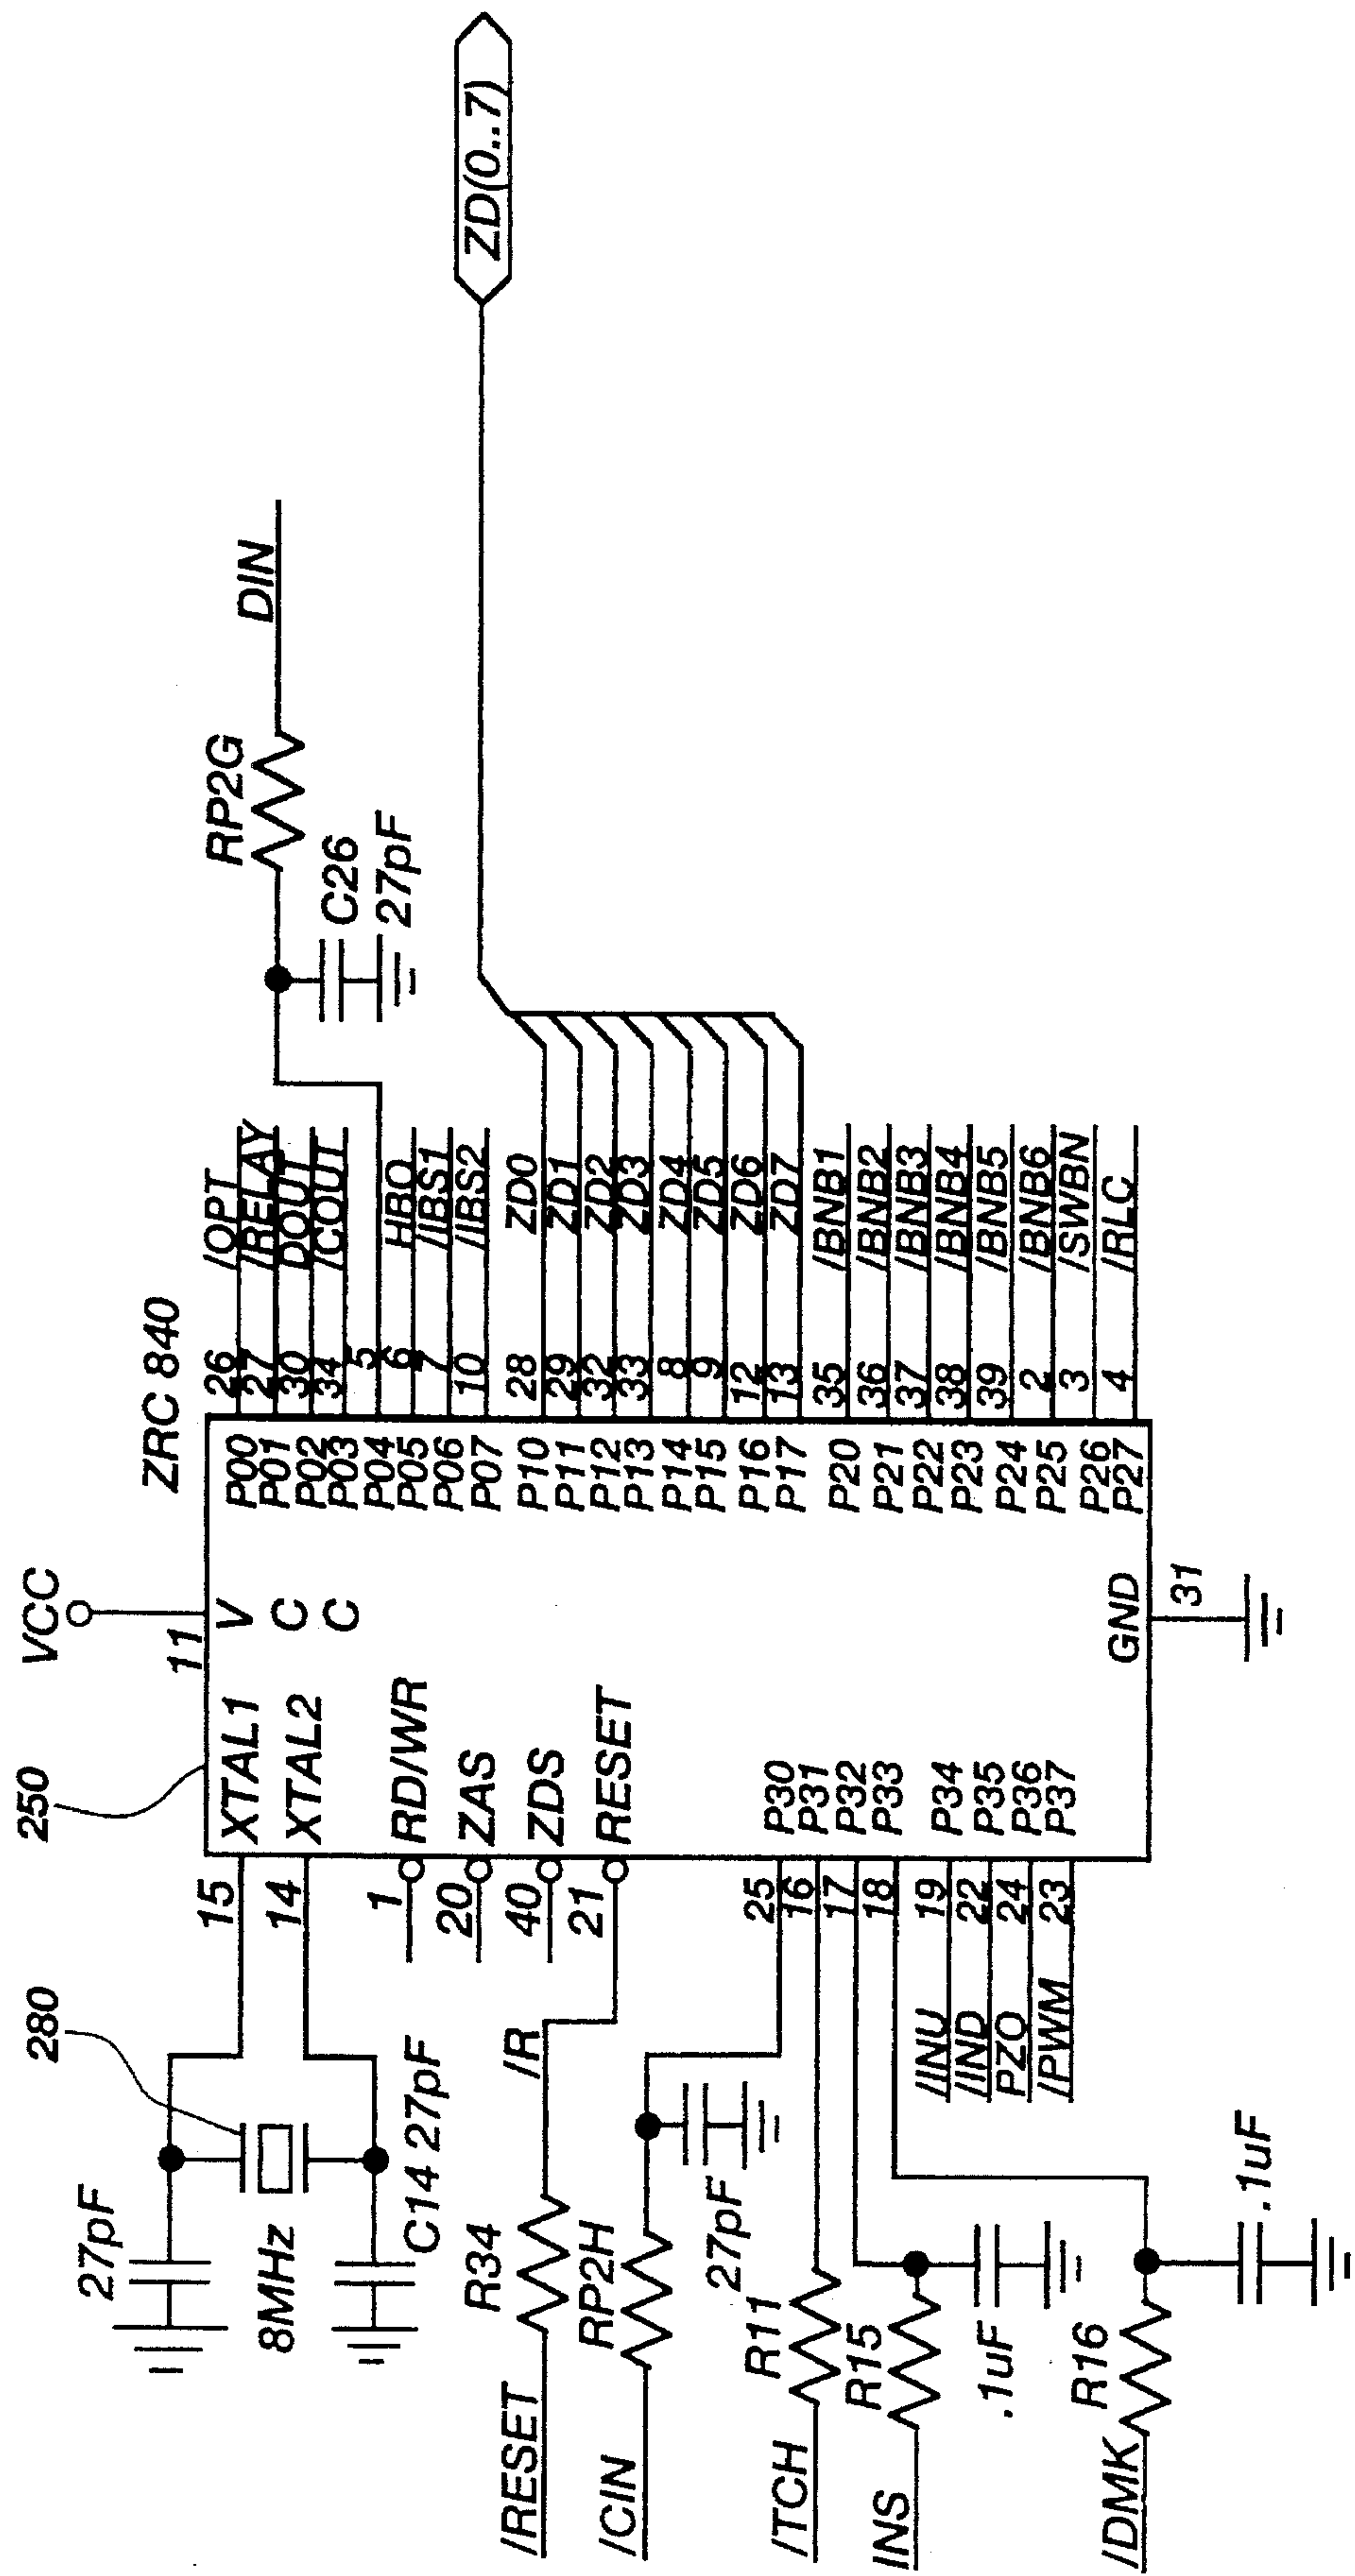 250
VCC
11
ZRC 840
280
27pF
8MHz
C14 27pF
15
14
XTAL1
XTAL2
V
C
C
1
20
40
21
RD/WR
ZAS
ZDS
RESET
/RESET
R34
/R
/CIN
RP2H
27pF
/TCH
R11
INS
R15
.1uF
/DMK
R16
.1uF
25
16
17
18
P30
P31
P32
P33
/INU 19 P34
/IND 22 P35
PZO 24 P36
/PWM 23 P37
GND
31
P00 26 /OPT
P01 27 /RELAY
P02 30 DOUT
P03 34 /COUT
P04 5
P05 6 HBO
P06 7 /IBS1
P07 10 /IBS2
C26
27pF
RP2G
DIN
P10 28 ZD0
P11 29 ZD1
P12 32 ZD2
P13 33 ZD3
P14 8 ZD4
P15 9 ZD5
P16 12 ZD6
P17 13 ZD7
ZD(0..7)
P20 35 /BNB1
P21 36 /BNB2
P22 37 /BNB3
P23 38 /BNB4
P24 39 /BNB5
P25 2 /BNB6
P26 3 /SWBN
P27 4 /RLC